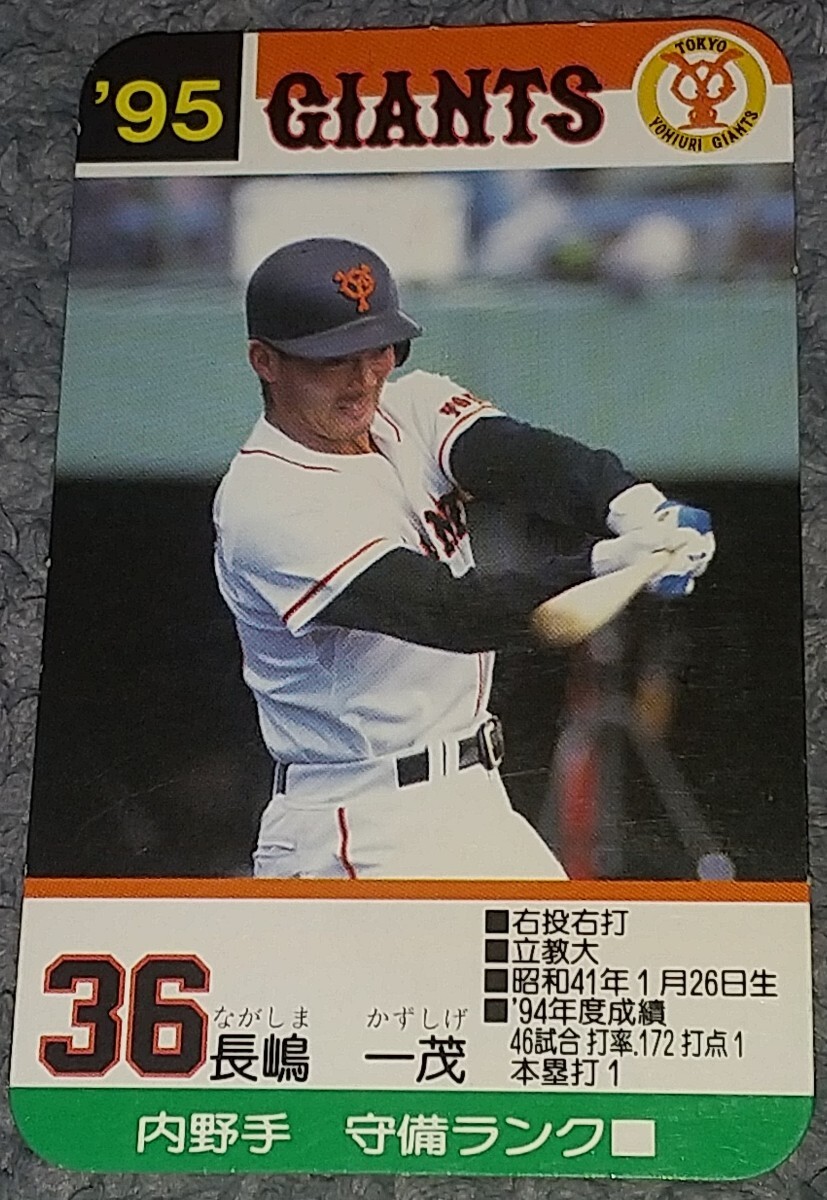 '95 GIANTS
TOKYO
YOMIURI GIANTS
YG
YO
■右投右打
■立教大
■昭和41年1月26日生
■'94年度成績
46試合 打率.172 打点1
本塁打1
ながしま かずしげ
36 長嶋 一茂
内野手 守備ランク■